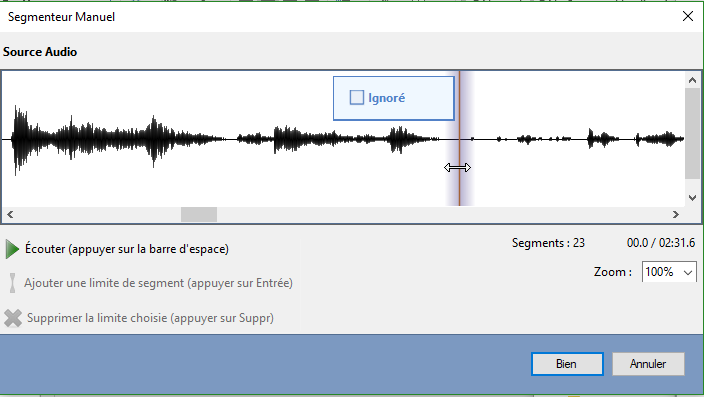 Segmenteur Manuel
Source Audio
Ignoré
Écouter (appuyer sur la barre d'espace)
Segments : 23
00.0 / 02:31.6
Ajouter une limite de segment (appuyer sur Entrée)
Zoom :
100%
Supprimer la limite choisie (appuyer sur Suppr)
Bien
Annuler